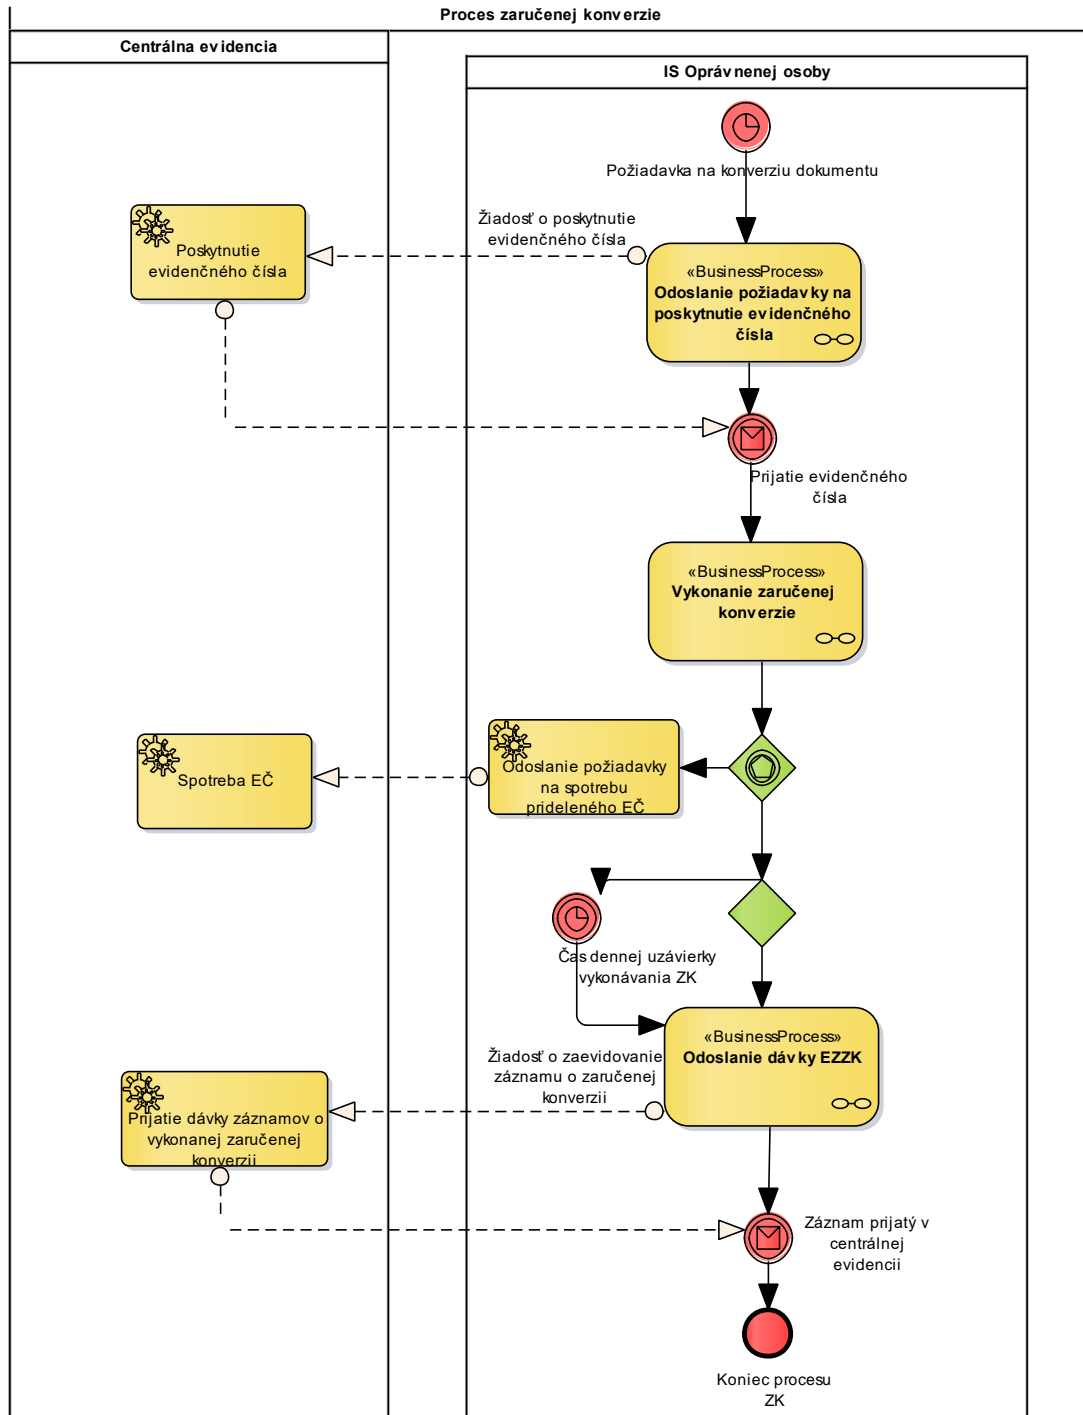 Proces zaručenej konverzie
Centrálna evidencia
IS Oprávnenej osoby
Požiadavka na konverziu dokumentu
Žiadosť o poskytnutie
evidenčného čísla
Poskytnutie
evidenčného čísla
«BusinessProcess»
Odoslanie požiadavky na
poskytnutie evidenčného
čísla
Prijatie evidenčného
čísla
«BusinessProcess»
Vykonanie zaručenej
konverzie
Odoslanie požiadavky
na spotrebu
prideleného EČ
Spotreba EČ
Čas dennej uzávierky
vykonávania ZK
«BusinessProcess»
Odoslanie dávky EZZK
Žiadosť o zaevidovanie
záznamu o zaručenej
konverzii
Prijatie dávky záznamov o
vykonanej zaručenej
konverzii
Záznam prijatý v
centrálnej
evidencii
Koniec procesu
ZK